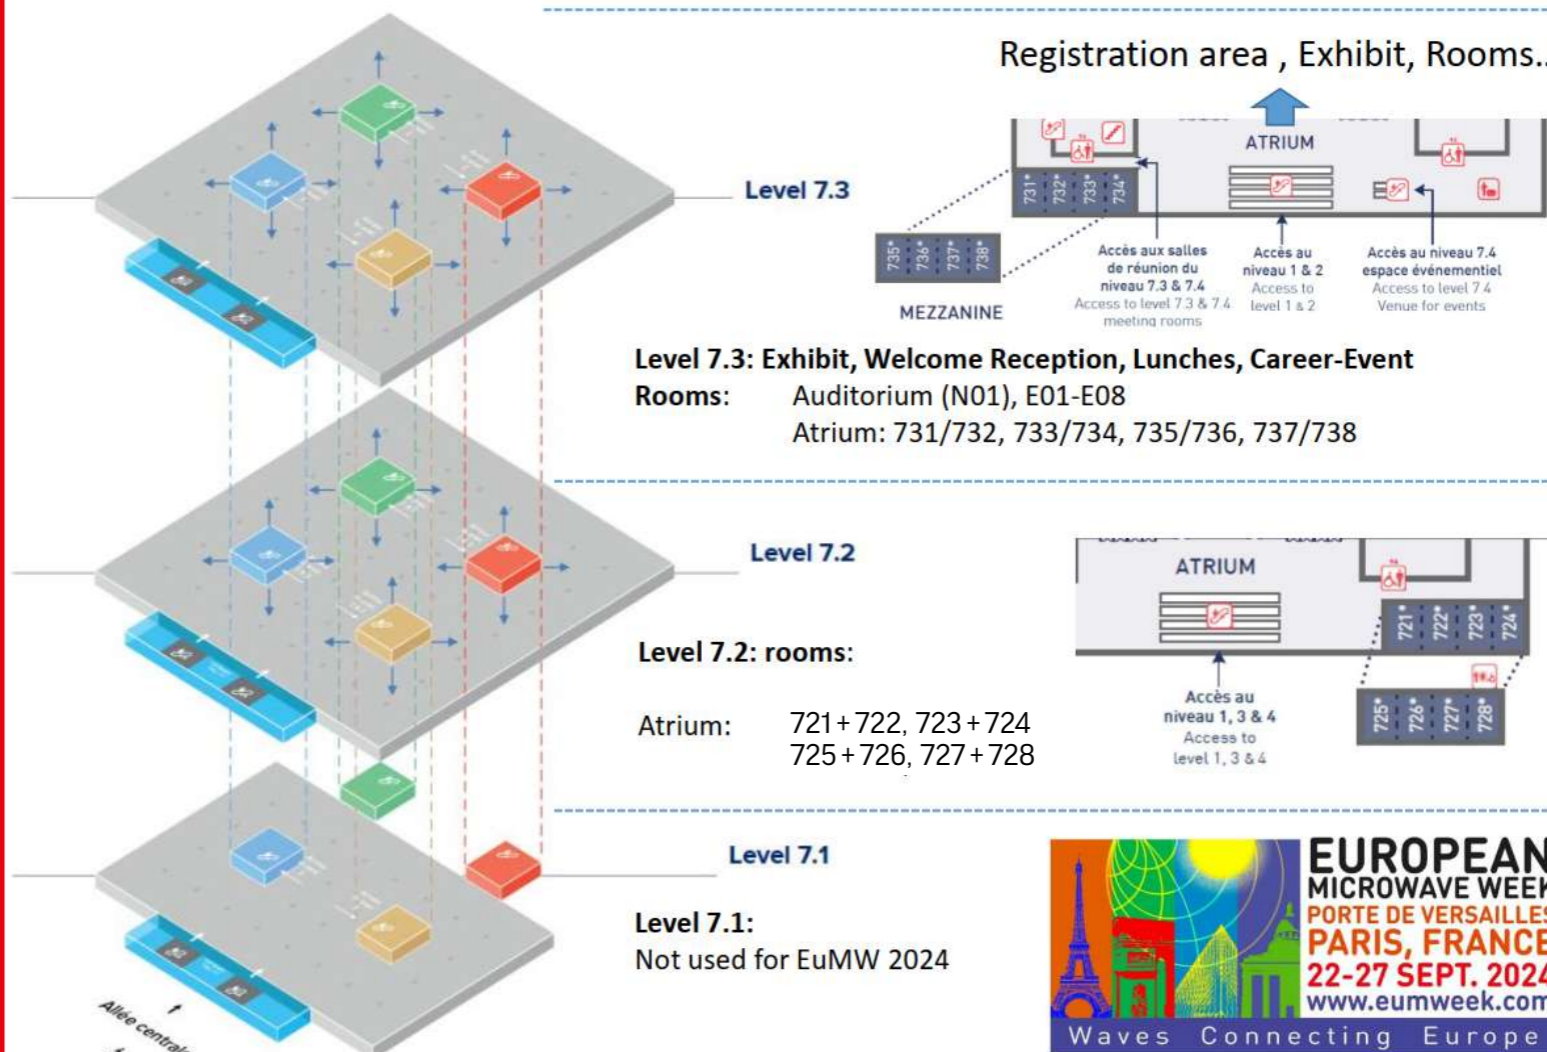 Registration area , Exhibit, Rooms..
ATRIUM
731* 732* 733* 734*
Level 7.3
735* 736* 737* 738*
MEZZANINE
Accès aux salles
de réunion du
niveau 7.3 & 7.4
Access to level 7.3 & 7.4
meeting rooms
Accès au
niveau 1 & 2
Access to
level 1 & 2
Accès au niveau 7.4
espace événementiel
Access to level 7.4
Venue for events
Level 7.3: Exhibit, Welcome Reception, Lunches, Career-Event
Rooms: Auditorium (N01), E01-E08
Atrium: 731/732, 733/734, 735/736, 737/738
Level 7.2
ATRIUM
721* 722* 723* 724*
725* 726* 727* 728*
Accès au
niveau 1, 3 & 4
Access to
level 1, 3 & 4
Level 7.2: rooms:
Atrium: 721+722, 723+724
725+726, 727+728
Level 7.1
Level 7.1:
Not used for EuMW 2024
Allée centrale
EUROPEAN
MICROWAVE WEEK
PORTE DE VERSAILLES
PARIS, FRANCE
22-27 SEPT. 2024
www.eumweek.com
Waves Connecting Europe